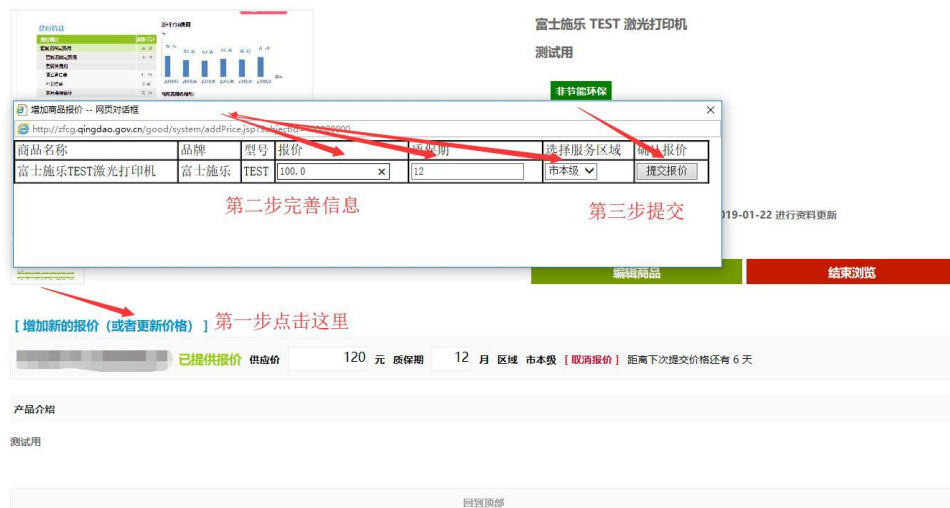 富士施乐 TEST 激光打印机
测试用
非节能环保
增加商品报价 -- 网页对话框
商品名称 品牌 型号 报价 质保期 选择服务区域 确认报价
富士施乐TEST激光打印机 富士施乐 TEST 100.0 12 市本级 提交报价
第二步完善信息
第三步提交
019-01-22 进行资料更新
编辑商品
结束浏览
[ 增加新的报价（或者更新价格） ]
第一步点击这里
已提供报价 供应价 120 元 质保期 12 月 区域 市本级 [ 取消报价 ] 距离下次提交价格还有 6 天
产品介绍
测试用
回到顶部